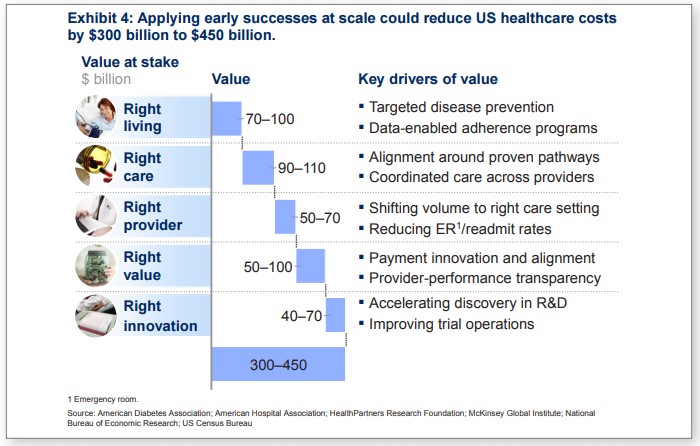 Exhibit 4: Applying early successes at scale could reduce US healthcare costs
by $300 billion to $450 billion.
Value at stake
$ billion
Value
Key drivers of value
Right
living
70–100
▪ Targeted disease prevention
▪ Data-enabled adherence programs
Right
care
90–110
▪ Alignment around proven pathways
▪ Coordinated care across providers
Right
provider
50–70
▪ Shifting volume to right care setting
▪ Reducing ER¹/readmit rates
Right
value
50–100
▪ Payment innovation and alignment
▪ Provider-performance transparency
Right
innovation
40–70
▪ Accelerating discovery in R&D
▪ Improving trial operations
300–450
1 Emergency room.
Source: American Diabetes Association; American Hospital Association; HealthPartners Research Foundation; McKinsey Global Institute; National
Bureau of Economic Research; US Census Bureau